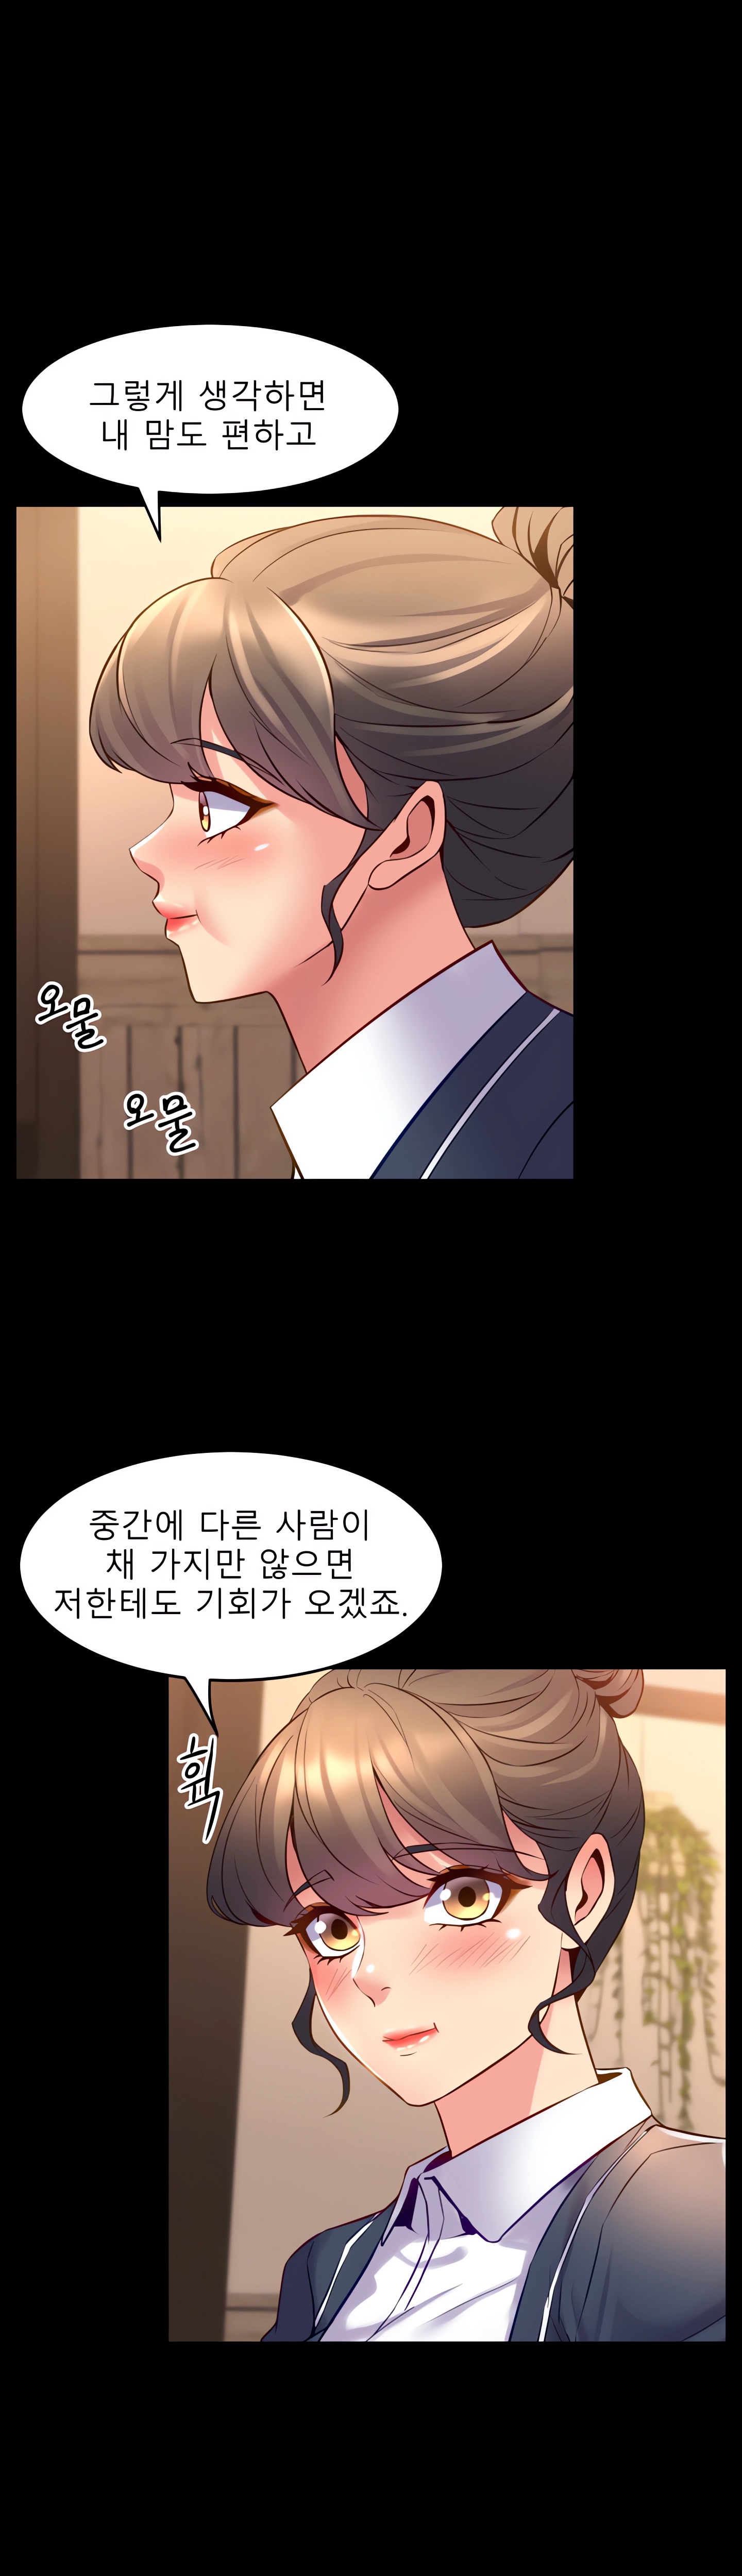 그렇게 생각하면
내 맘도 편하고
오물
오물
중간에 다른 사람이
채 가지만 않으면
저한테도 기회가 오겠죠.
휵